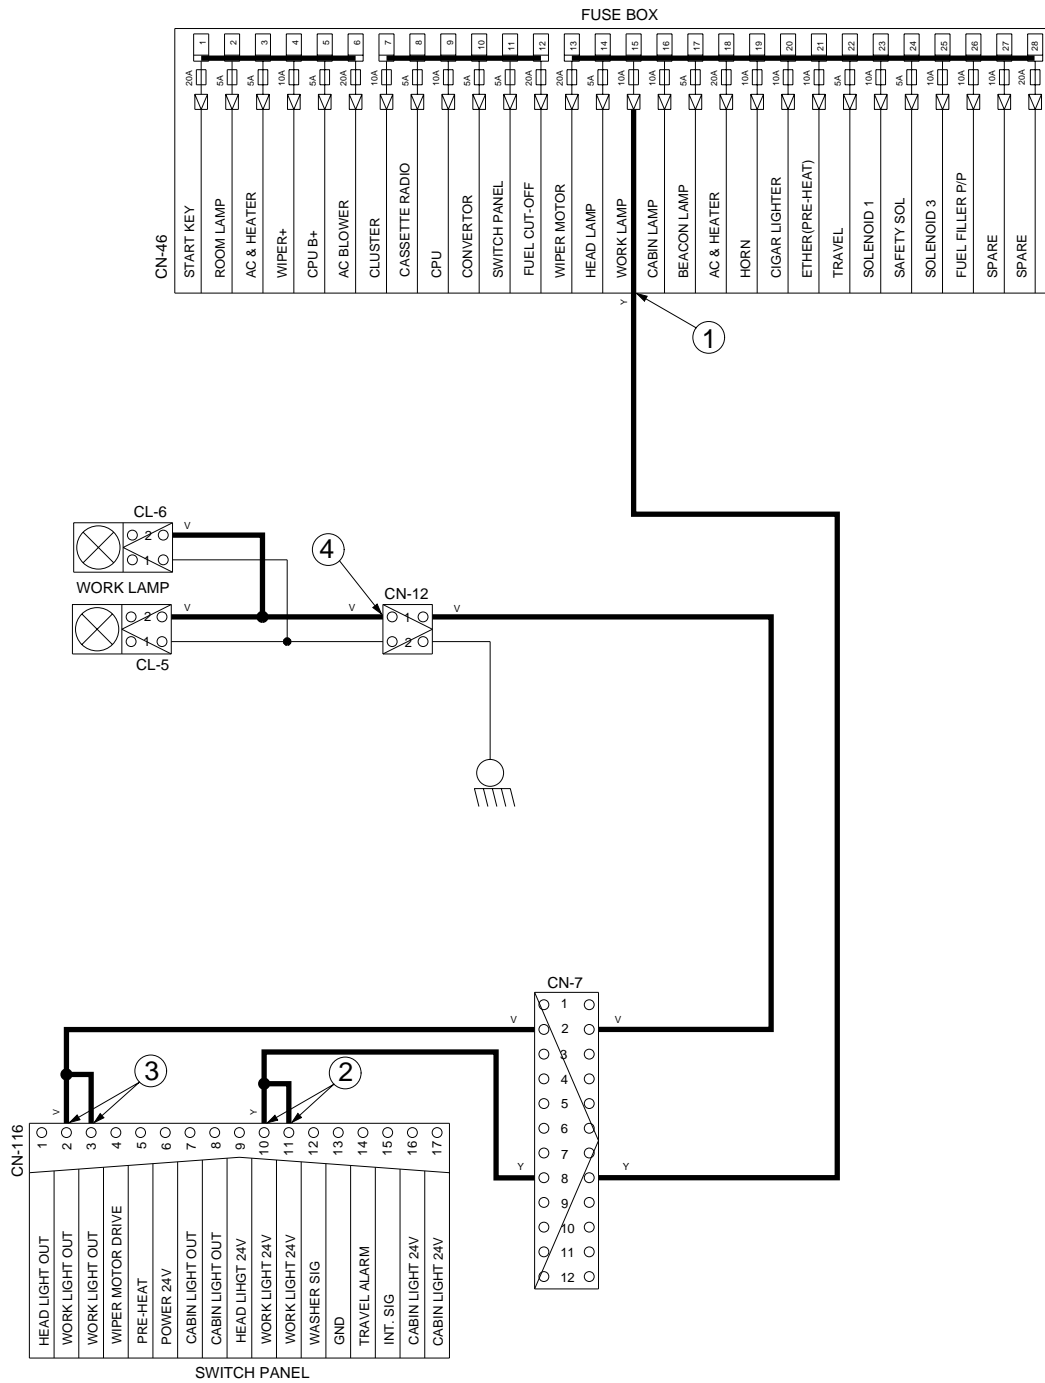 FUSE BOX
1 2 3 4 5 6 7 8 9 10 11 12 13 14 15 16 17 18 19 20 21 22 23 24 25 26 27 28
20A 5A 5A 10A 5A 20A 10A 5A 10A 5A 5A 20A 20A 5A 10A 10A 5A 10A 10A 10A 10A 5A 10A 5A 10A 10A 10A 20A
CN-46
START KEY
ROOM LAMP
AC & HEATER
WIPER+
CPU B+
AC BLOWER
CLUSTER
CASSETTE RADIO
CPU
CONVERTOR
SWITCH PANEL
FUEL CUT-OFF
WIPER MOTOR
HEAD LAMP
WORK LAMP
CABIN LAMP
BEACON LAMP
AC & HEATER
HORN
CIGAR LIGHTER
ETHER(PRE-HEAT)
TRAVEL
SOLENOID 1
SAFETY SOL
SOLENOID 3
FUEL FILLER P/P
SPARE
SPARE
Y
1
CL-6
V
2
1
WORK LAMP
4
CN-12
V
V
V
2
1
1
2
CL-5
CN-7
1
V
2
V
3
4
5
6
7
Y
8
Y
9
10
11
12
3
2
V
Y
CN-116
1 2 3 4 5 6 7 8 9 10 11 12 13 14 15 16 17
HEAD LIGHT OUT
WORK LIGHT OUT
WORK LIGHT OUT
WIPER MOTOR DRIVE
PRE-HEAT
POWER 24V
CABIN LIGHT OUT
CABIN LIGHT OUT
HEAD LIHGT 24V
WORK LIGHT 24V
WORK LIGHT 24V
WASHER SIG
GND
TRAVEL ALARM
INT. SIG
CABIN LIGHT 24V
CABIN LIGHT 24V
SWITCH PANEL